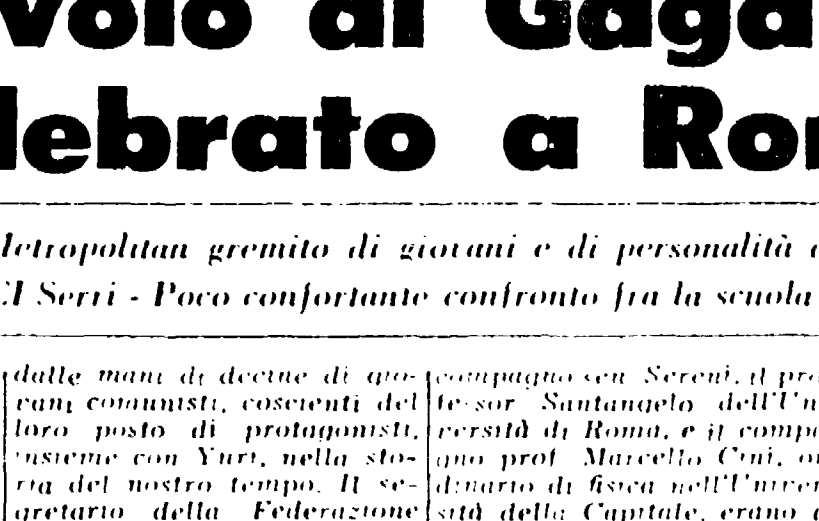 volo di Gaga
lebrato a Ro
Metropolitan gremito di giovani e di personalità
Serri - Poco confortante confronto fra la scuola
dalle mani di decine di gio-
vani comunisti, coscienti del
loro posto di protagonisti,
insieme con Yuri, nella sto-
ria del nostro tempo. Il se-
gretario della Federazione
compagno sen Sereni, il pro
fessor Santangelo dell'Un
versità di Roma, e il compa
gno prof Marcello Cini, or
dinario di fisica nell'Univer
sità della Capitale, erano